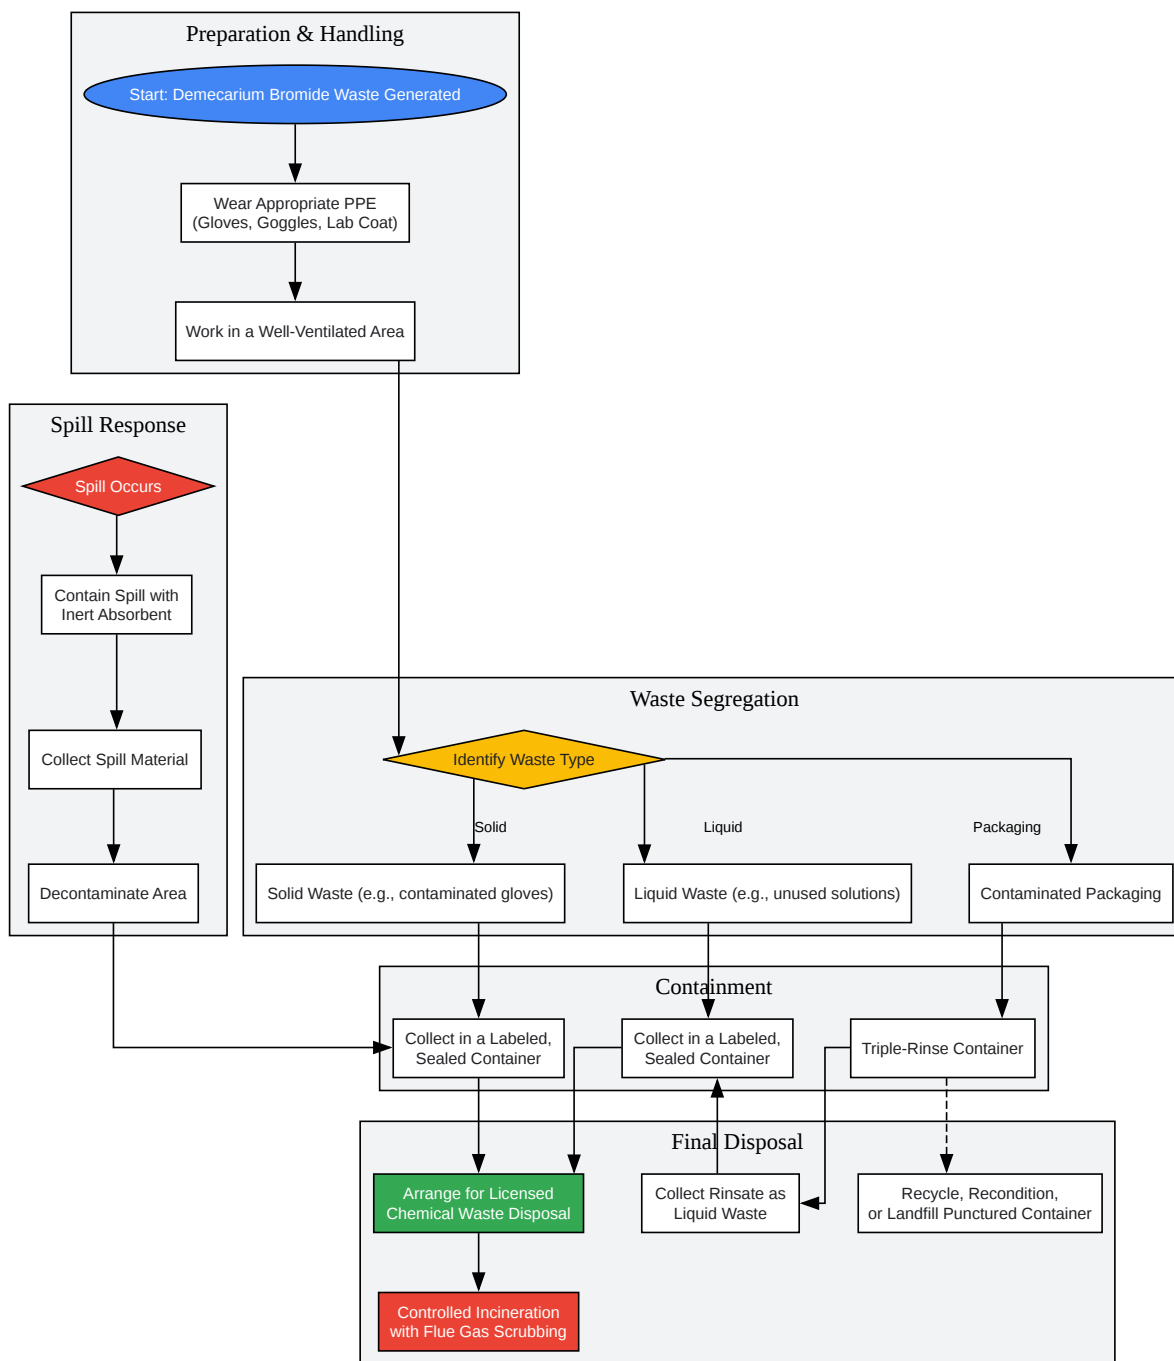 Preparation & Handling
Start: Demecarium Bromide Waste Generated
Wear Appropriate PPE
(Gloves, Goggles, Lab Coat)
Work in a Well-Ventilated Area
Spill Response
Spill Occurs
Contain Spill with
Inert Absorbent
Collect Spill Material
Decontaminate Area
Waste Segregation
Identify Waste Type
Solid
Liquid
Packaging
Solid Waste (e.g., contaminated gloves)
Liquid Waste (e.g., unused solutions)
Contaminated Packaging
Containment
Collect in a Labeled,
Sealed Container
Collect in a Labeled,
Sealed Container
Triple-Rinse Container
Final Disposal
Arrange for Licensed
Chemical Waste Disposal
Collect Rinsate as
Liquid Waste
Recycle, Recondition,
or Landfill Punctured Container
Controlled Incineration
with Flue Gas Scrubbing